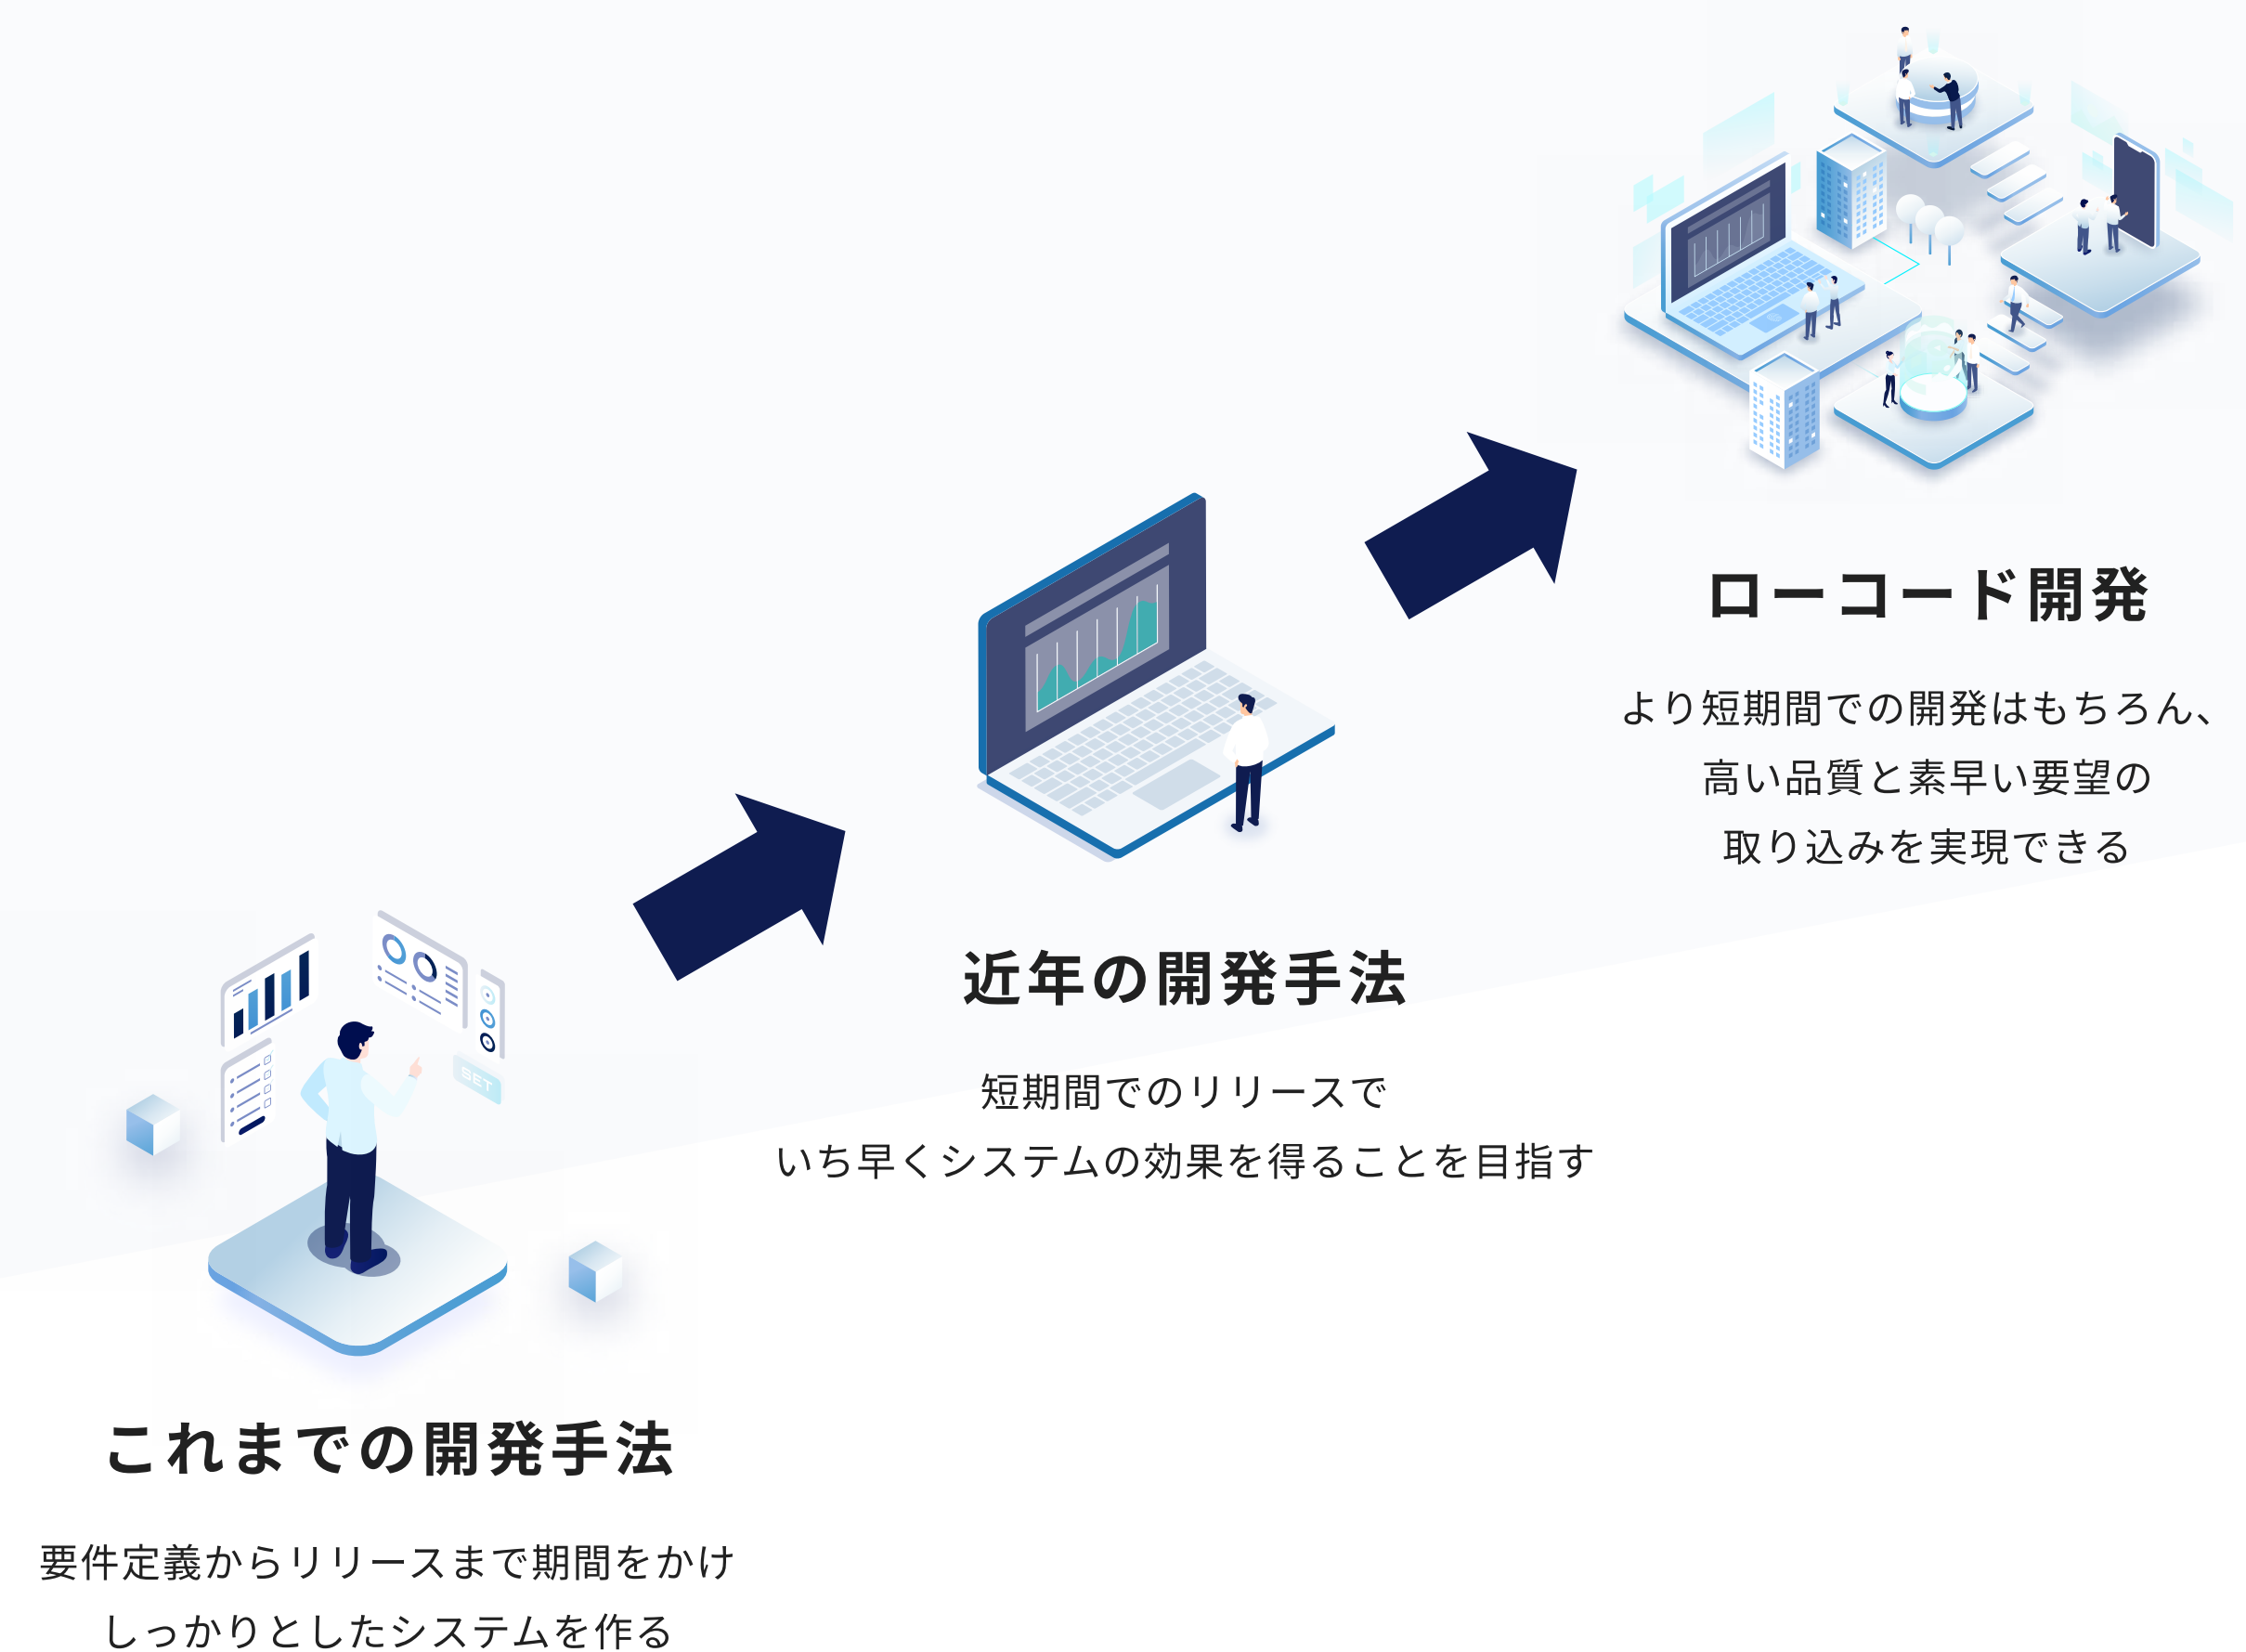 これまでの開発手法
要件定義からリリースまで期間をかけ
しっかりとしたシステムを作る
近年の開発手法
短期間でのリリースで
いち早くシステムの効果を得ることを目指す
ローコード開発
より短期間での開発はもちろん、
高い品質と素早い要望の
取り込みを実現できる
SET